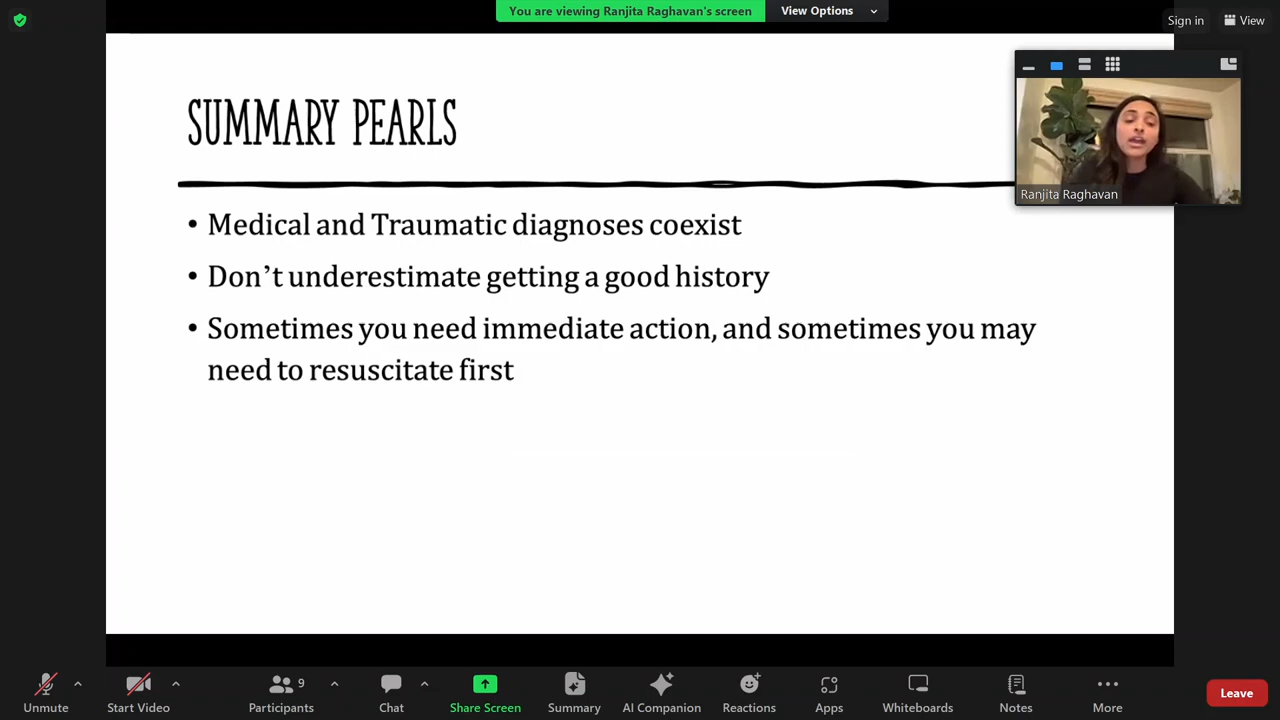 You are viewing Ranjita Raghavan's screen
View Options
Sign in
View
SUMMARY PEARLS
Ranjita Raghavan
• Medical and Traumatic diagnoses coexist
• Don’t underestimate getting a good history
• Sometimes you need immediate action, and sometimes you may
need to resuscitate first
Unmute
Start Video
9
Participants
Chat
Share Screen
Summary
AI Companion
Reactions
Apps
Whiteboards
Notes
More
Leave